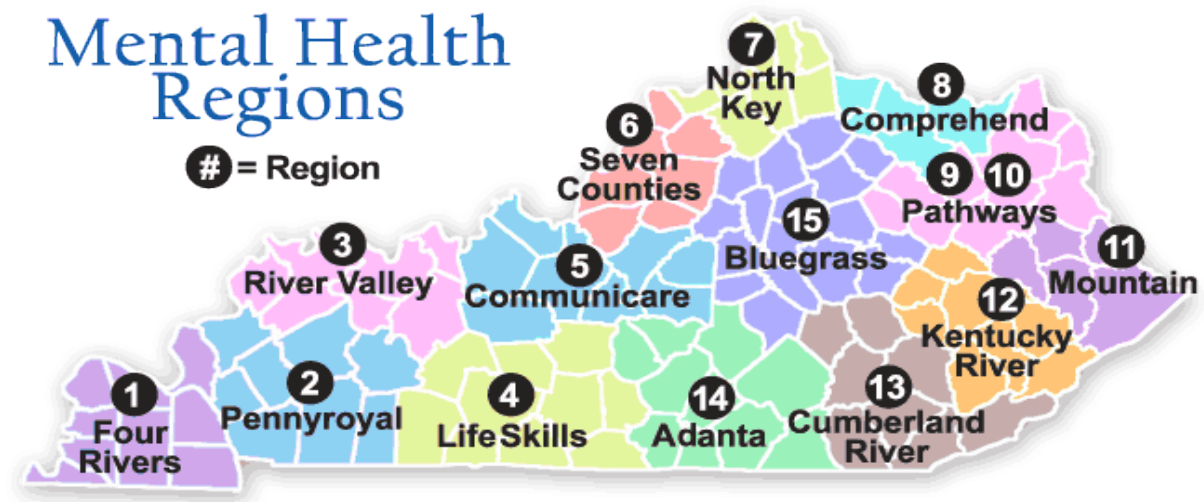 Mental Health
Regions
# = Region
7
North
Key
8
Comprehend
6
Seven
Counties
9 10
Pathways
15
Bluegrass
3
River Valley
5
Communicare
11
Mountain
12
Kentucky
River
2
Pennyroyal
4
LifeSkills
14
Adanta
13
Cumberland
River
1
Four
Rivers